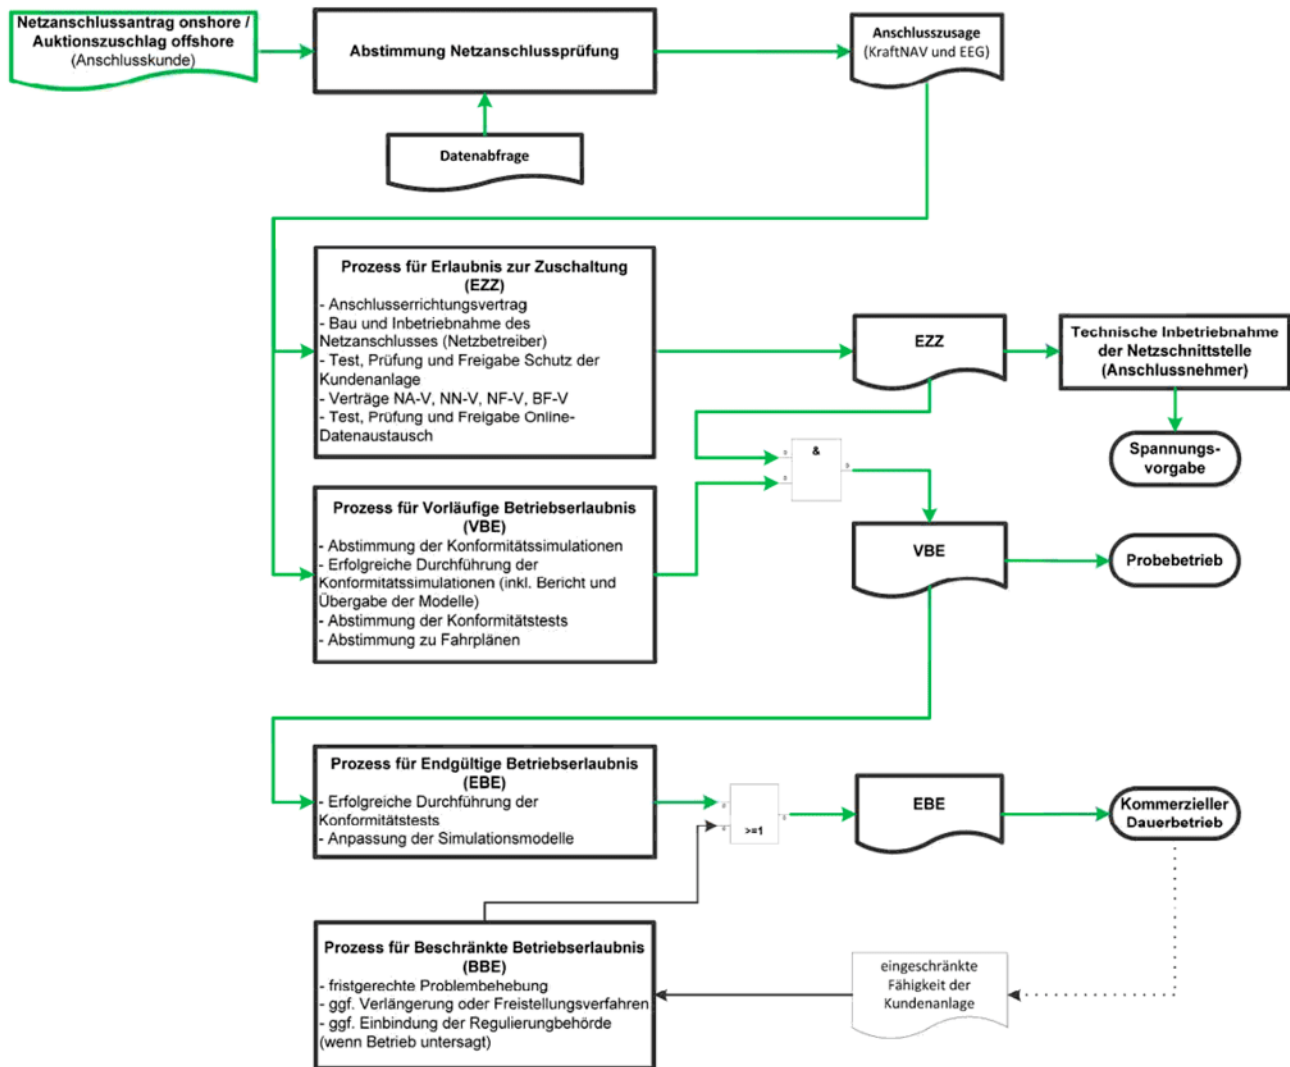 Netzanschlussantrag onshore /
Auktionszuschlag offshore
(Anschlusskunde)
Abstimmung Netzanschlussprüfung
Anschlusszusage
(KraftNAV und EEG)
Datenabfrage
Prozess für Erlaubnis zur Zuschaltung
(EZZ)
- Anschlusserrichtungsvertrag
- Bau und Inbetriebnahme des
Netzanschlusses (Netzbetreiber)
- Test, Prüfung und Freigabe Schutz der
Kundenanlage
- Verträge NA-V, NN-V, NF-V, BF-V
- Test, Prüfung und Freigabe Online-
Datenaustausch
EZZ
Technische Inbetriebnahme
der Netzschnittstelle
(Anschlussnehmer)
Spannungs-
vorgabe
&
Prozess für Vorläufige Betriebserlaubnis
(VBE)
- Abstimmung der Konformitätssimulationen
- Erfolgreiche Durchführung der
Konformitätssimulationen (inkl. Bericht und
Übergabe der Modelle)
- Abstimmung der Konformitätstests
- Abstimmung zu Fahrplänen
VBE
Probebetrieb
Prozess für Endgültige Betriebserlaubnis
(EBE)
- Erfolgreiche Durchführung der
Konformitätstests
- Anpassung der Simulationsmodelle
>=1
EBE
Kommerzieller
Dauerbetrieb
Prozess für Beschränkte Betriebserlaubnis
(BBE)
- fristgerechte Problembehebung
- ggf. Verlängerung oder Freistellungsverfahren
- ggf. Einbindung der Regulierungbehörde
(wenn Betrieb untersagt)
eingeschränkte
Fähigkeit der
Kundenanlage